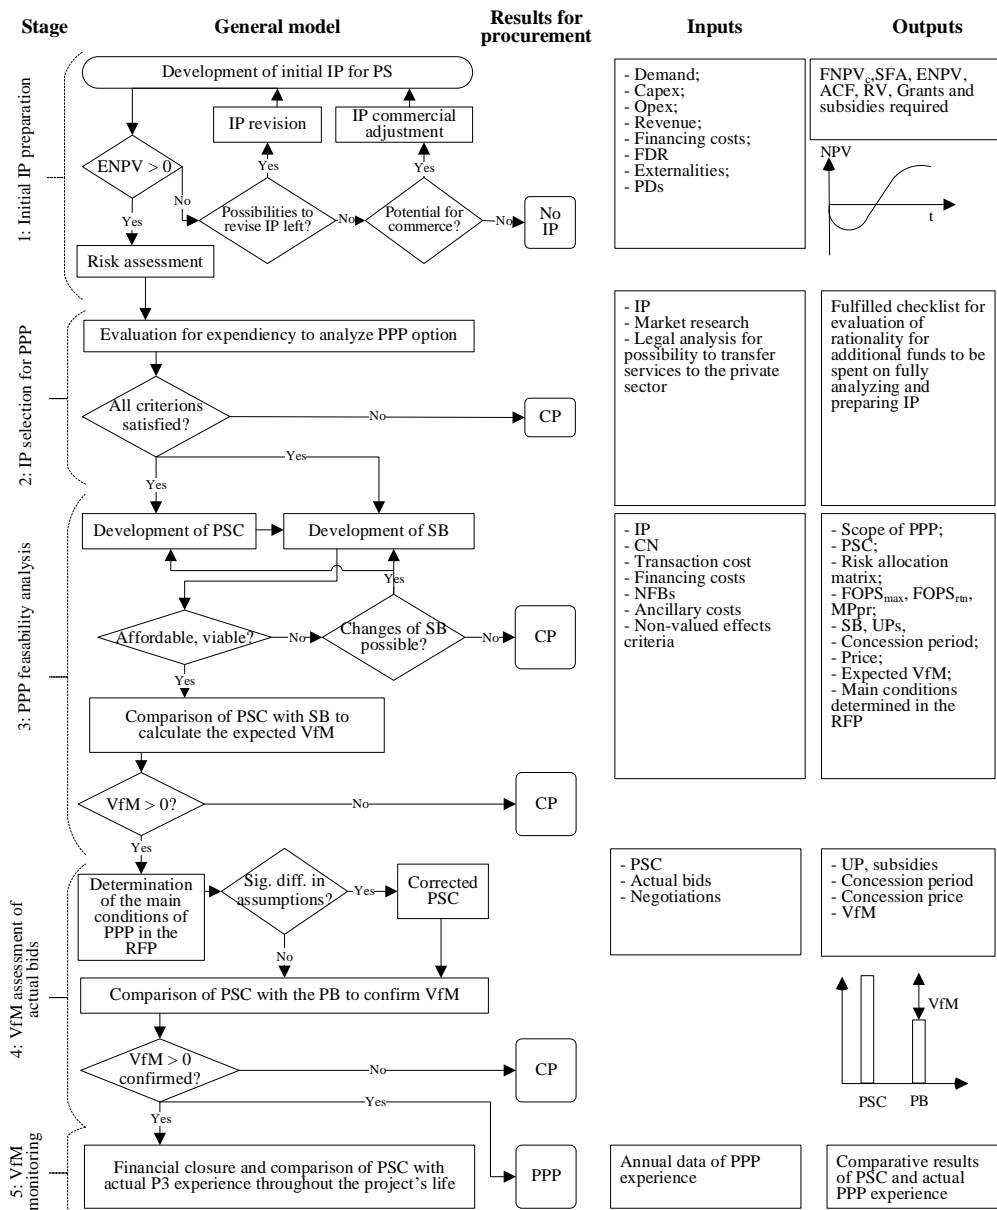 Stage
General model
Results for
procurement
Inputs
Outputs
1: Initial IP preparation
Development of initial IP for PS
IP revision
IP commercial
adjustment
ENPV > 0
Yes
Yes
No
Possibilities to
revise IP left?
No
Potential for
commerce?
No
No
IP
Yes
Risk assessment
- Demand;
- Capex;
- Opex;
- Revenue;
- Financing costs;
- FDR
- Externalities;
- PDs
FNPVc,SFA, ENPV,
ACF, RV, Grants and
subsidies required
NPV
t
2: IP selection for PPP
Evaluation for expendiency to analyze PPP option
All criterions
satisfied?
No
CP
Yes
Yes
- IP
- Market research
- Legal analysis for
possibility to transfer
services to the private
sector
Fulfilled checklist for
evaluation of
rationality for
additional funds to be
spent on fully
analyzing and
preparing IP
3: PPP feasability analysis
Development of PSC
Development of SB
Yes
Affordable, viable?
No
Changes of SB
possible?
No
CP
Yes
Comparison of PSC with SB to
calculate the expected VfM
VfM > 0?
No
CP
Yes
- IP
- CN
- Transaction cost
- Financing costs
- NFBs
- Ancillary costs
- Non-valued effects
criteria
- Scope of PPP;
- PSC;
- Risk allocation
matrix;
- FOPSmax, FOPSrtn,
MPpr;
- SB, UPs,
- Concession period;
- Price;
- Expected VfM;
- Main conditions
determined in the
RFP
4: VfM assessment of
actual bids
Determination
of the main
conditions of
PPP in the
RFP
Sig. diff. in
assumptions?
Yes
Corrected
PSC
No
Comparison of PSC with the PB to confirm VfM
VfM > 0
confirmed?
No
CP
Yes
Yes
- PSC
- Actual bids
- Negotiations
- UP, subsidies
- Concession period
- Concession price
- VfM
VfM
PSC
PB
5: VfM
monitoring
Financial closure and comparison of PSC with
actual P3 experience throughout the project's life
PPP
Annual data of PPP
experience
Comparative results
of PSC and actual
PPP experience